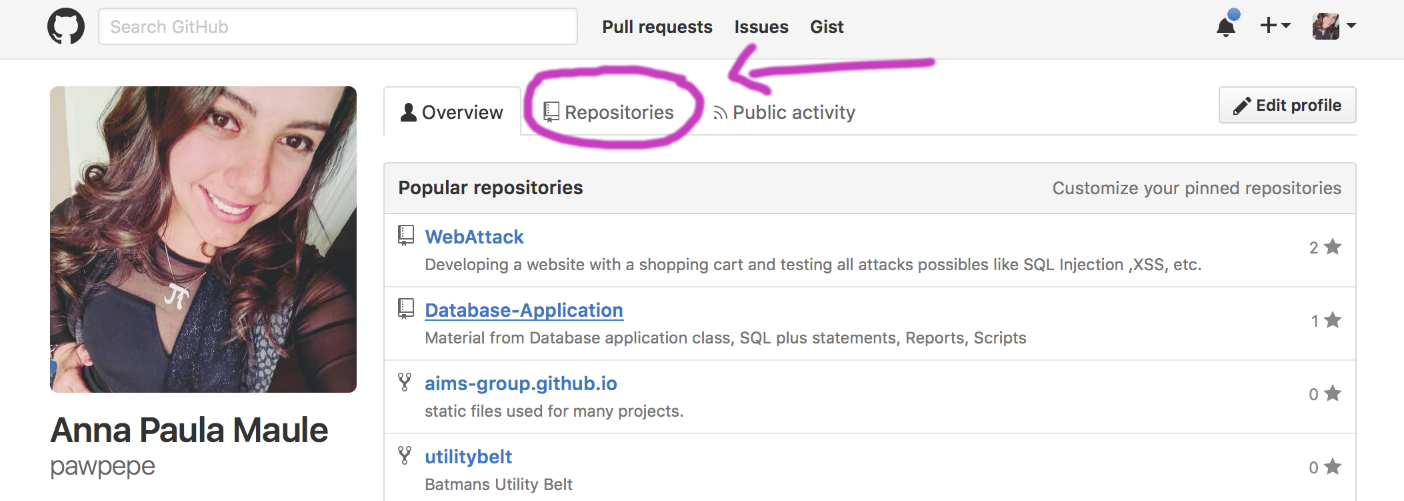 Search GitHub
Pull requests Issues Gist
Overview Repositories Public activity
Edit profile
Popular repositories Customize your pinned repositories
WebAttack
2
Developing a website with a shopping cart and testing all attacks possibles like SQL Injection ,XSS, etc.
Database-Application
1
Material from Database application class, SQL plus statements, Reports, Scripts
aims-group.github.io
0
static files used for many projects.
utilitybelt
0
Batmans Utility Belt
Anna Paula Maule
pawpepe